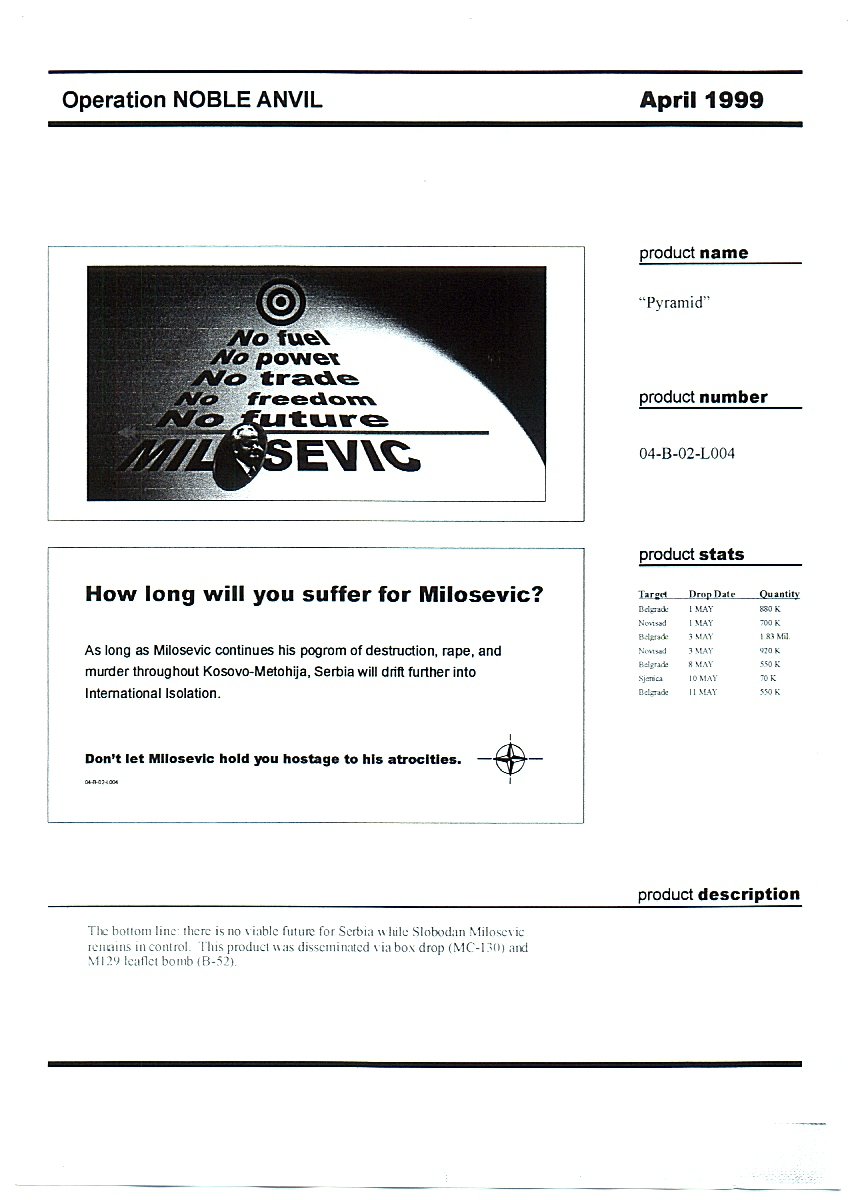 Operation NOBLE ANVIL
April 1999
No fuel
No power
No trade
No freedom
No future
MILOSEVIC
How long will you suffer for Milosevic?
As long as Milosevic continues his pogrom of destruction, rape, and
murder throughout Kosovo-Metohija, Serbia will drift further into
International Isolation.
Don't let Milosevic hold you hostage to his atrocities.
04-B-02-L004
product name
“Pyramid”
product number
04-B-02-L004
product stats
Target Drop Date Quantity
Belgrade 1 MAY 880 K
Novisad 1 MAY 700 K
Belgrade 3 MAY 1.83 Mil.
Novisad 3 MAY 920 K
Belgrade 8 MAY 550 K
Sjenica 10 MAY 70 K
Belgrade 11 MAY 550 K
product description
The bottom line: there is no viable future for Serbia while Slobodan Milosevic
remains in control. This product was disseminated via box drop (MC-130) and
M129 leaflet bomb (B-52).